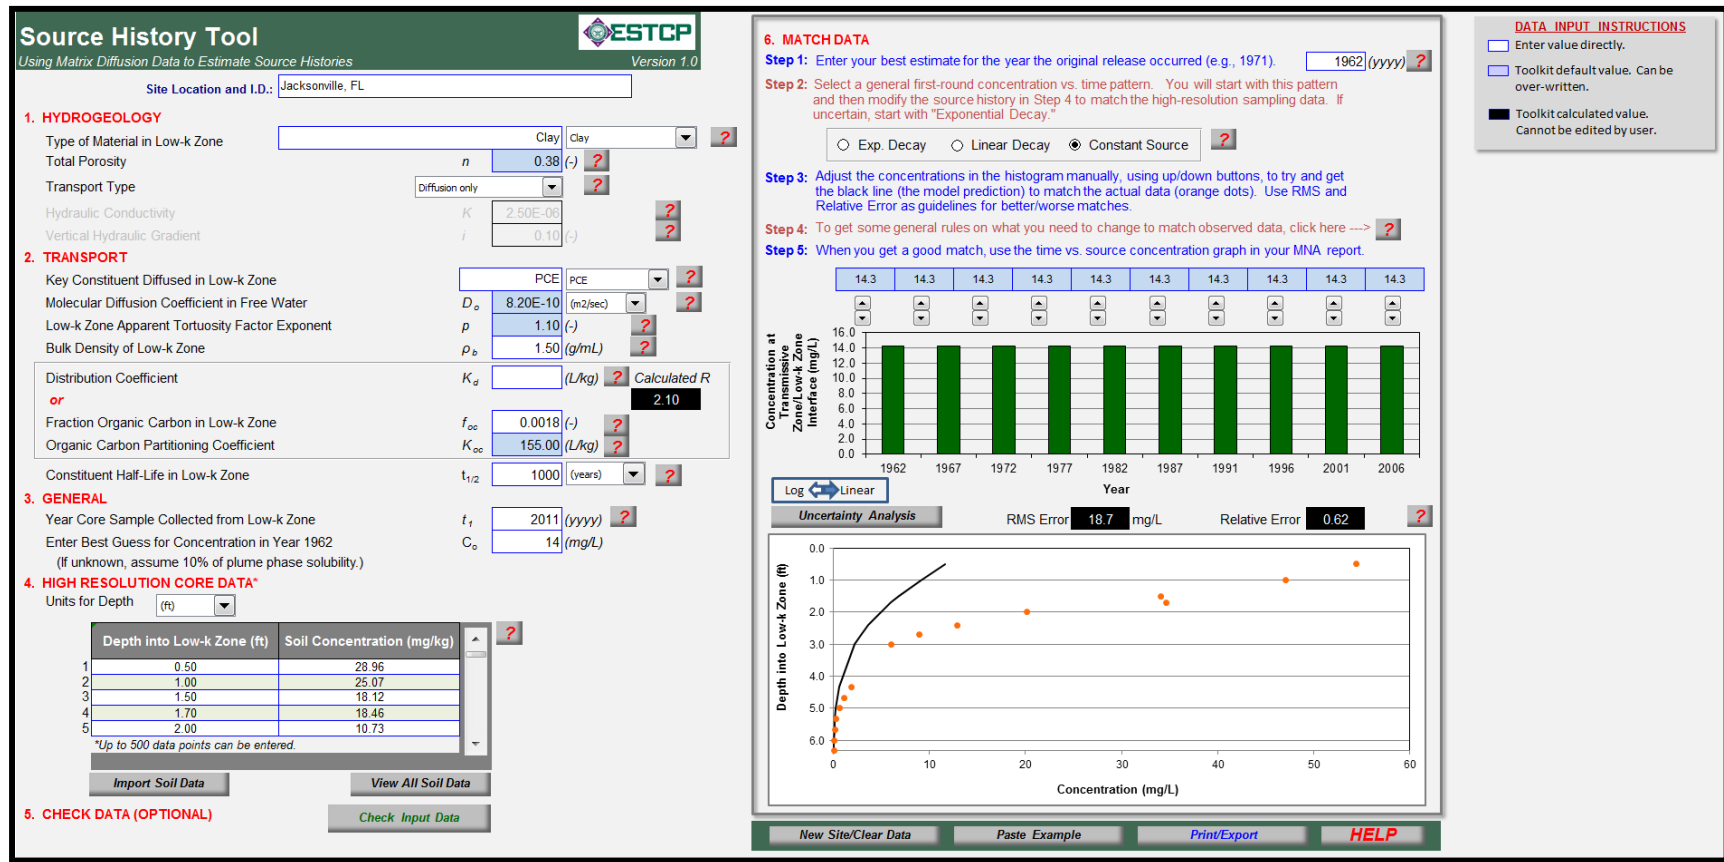 Source History Tool
ESTCP
Using Matrix Diffusion Data to Estimate Source Histories
Version 1.0
Site Location and I.D.: Jacksonville, FL
1. HYDROGEOLOGY
Type of Material in Low-k Zone Clay Clay ?
Total Porosity n 0.38 (-) ?
Transport Type Diffusion only ?
Hydraulic Conductivity K 2.50E-06 ?
Vertical Hydraulic Gradient i 0.10 (-) ?
2. TRANSPORT
Key Constituent Diffused in Low-k Zone PCE PCE ?
Molecular Diffusion Coefficient in Free Water Do 8.20E-10 (m2/sec) ?
Low-k Zone Apparent Tortuosity Factor Exponent p 1.10 (-) ?
Bulk Density of Low-k Zone ρb 1.50 (g/mL) ?
Distribution Coefficient Kd (L/kg) ? Calculated R
or 2.10
Fraction Organic Carbon in Low-k Zone foc 0.0018 (-) ?
Organic Carbon Partitioning Coefficient Koc 155.00 (L/kg) ?
Constituent Half-Life in Low-k Zone t1/2 1000 (years) ?
3. GENERAL
Year Core Sample Collected from Low-k Zone t1 2011 (yyyy) ?
Enter Best Guess for Concentration in Year 1962 Co 14 (mg/L)
(If unknown, assume 10% of plume phase solubility.)
4. HIGH RESOLUTION CORE DATA*
Units for Depth (ft)
Depth into Low-k Zone (ft) Soil Concentration (mg/kg) ?
1 0.50 28.96
2 1.00 25.07
3 1.50 18.12
4 1.70 18.46
5 2.00 10.73
*Up to 500 data points can be entered.
Import Soil Data View All Soil Data
5. CHECK DATA (OPTIONAL) Check Input Data
6. MATCH DATA
Step 1: Enter your best estimate for the year the original release occurred (e.g., 1971). 1962 (yyyy) ?
Step 2: Select a general first-round concentration vs. time pattern. You will start with this pattern
and then modify the source history in Step 4 to match the high-resolution sampling data. If
uncertain, start with "Exponential Decay."
Exp. Decay Linear Decay Constant Source ?
Step 3: Adjust the concentrations in the histogram manually, using up/down buttons, to try and get
the black line (the model prediction) to match the actual data (orange dots). Use RMS and
Relative Error as guidelines for better/worse matches.
Step 4: To get some general rules on what you need to change to match observed data, click here ---> ?
Step 5: When you get a good match, use the time vs. source concentration graph in your MNA report.
14.3 14.3 14.3 14.3 14.3 14.3 14.3 14.3 14.3 14.3
Concentration at
Transmissive
Zone/Low-k Zone
Interface (mg/L)
16.0
14.0
12.0
10.0
8.0
6.0
4.0
2.0
0.0
1962 1967 1972 1977 1982 1987 1991 1996 2001 2006
Log Linear
Year
Uncertainty Analysis RMS Error 18.7 mg/L Relative Error 0.62 ?
Depth into Low-k Zone (ft)
0.0
1.0
2.0
3.0
4.0
5.0
6.0
0 10 20 30 40 50 60
Concentration (mg/L)
New Site/Clear Data Paste Example Print/Export HELP
DATA INPUT INSTRUCTIONS
Enter value directly.
Toolkit default value. Can be
over-written.
Toolkit calculated value.
Cannot be edited by user.